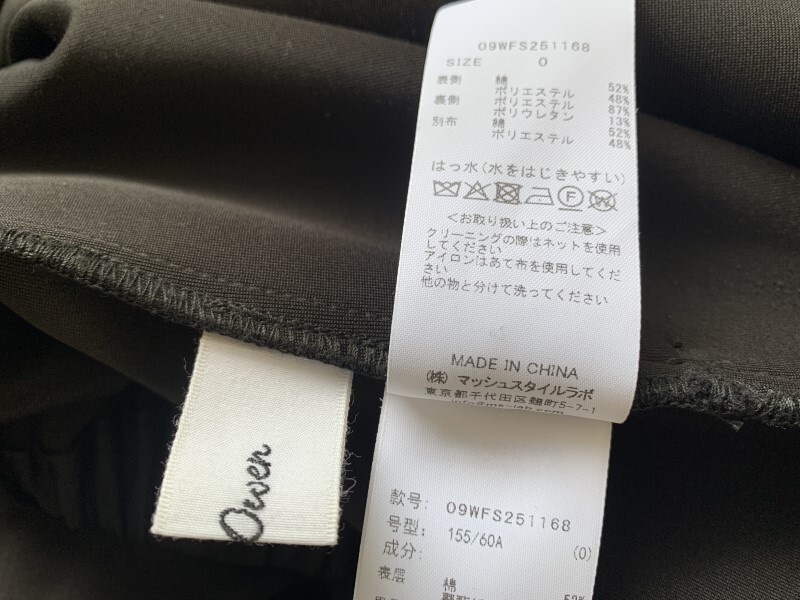 09WFS251168
SIZE 0
表側 綿 52%
ポリエステル 48%
裏側 ポリエステル 87%
ポリウレタン 13%
別布 綿 52%
ポリエステル 48%
はっ水(水をはじきやすい)
F W
<お取り扱い上のご注意>
クリーニングの際はネットを使用
してください
アイロンはあて布を使用してくだ
さい
他の物と分けて洗ってください
MADE IN CHINA
(株) マッシュスタイルラボ
東京都千代田区麹町5-7-1
Owen
款号: 09WFS251168
号型: 155/60A (0)
成分:
表层 棉 52%